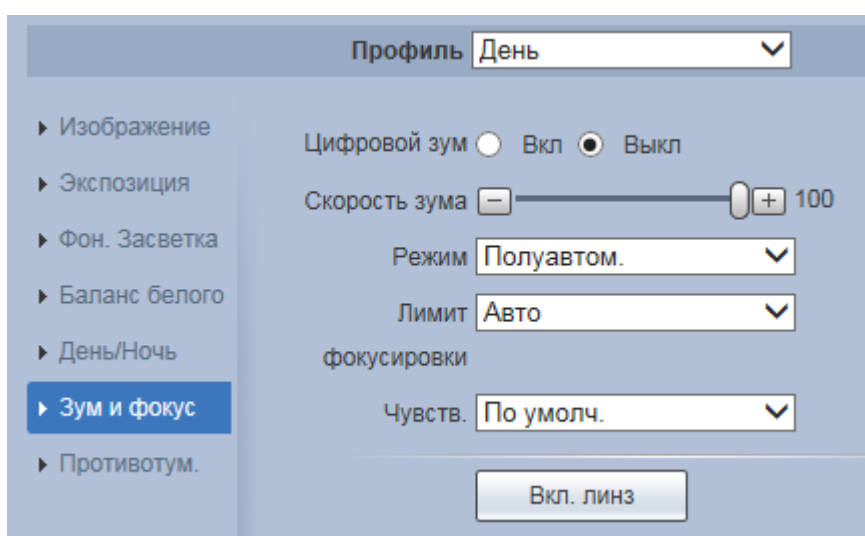 Профиль День
Изображение
Экспозиция
Фон. Засветка
Баланс белого
День/Ночь
Зум и фокус
Противотум.
Цифровой зум Вкл Выкл
Скорость зума 100
Режим Полуавтом.
Лимит Авто
фокусировки
Чувств. По умолч.
Вкл. линз